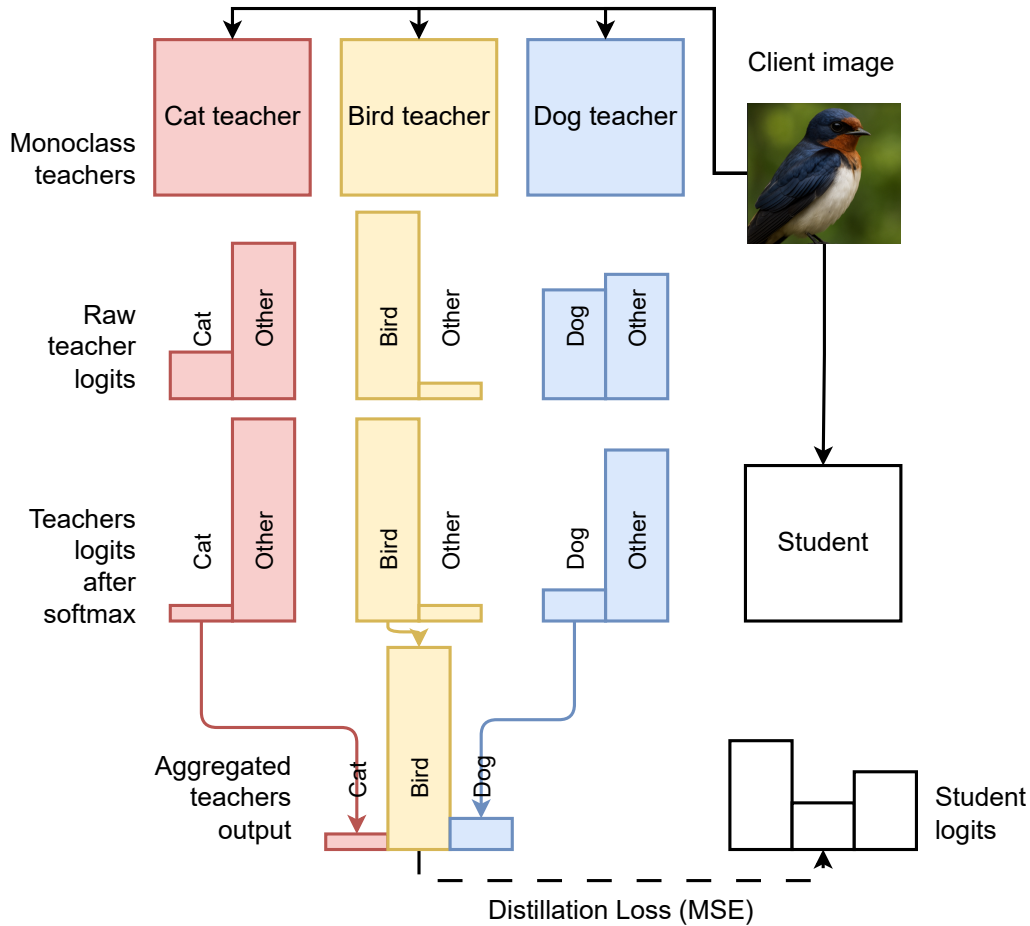 Client image
Cat teacher
Bird teacher
Dog teacher
Monoclass
teachers
Raw
teacher
logits
Cat
Other
Bird
Other
Dog
Other
Teachers
logits
after
softmax
Cat
Other
Bird
Other
Dog
Other
Student
Aggregated
teachers
output
Cat
Bird
Dog
Student
logits
Distillation Loss (MSE)